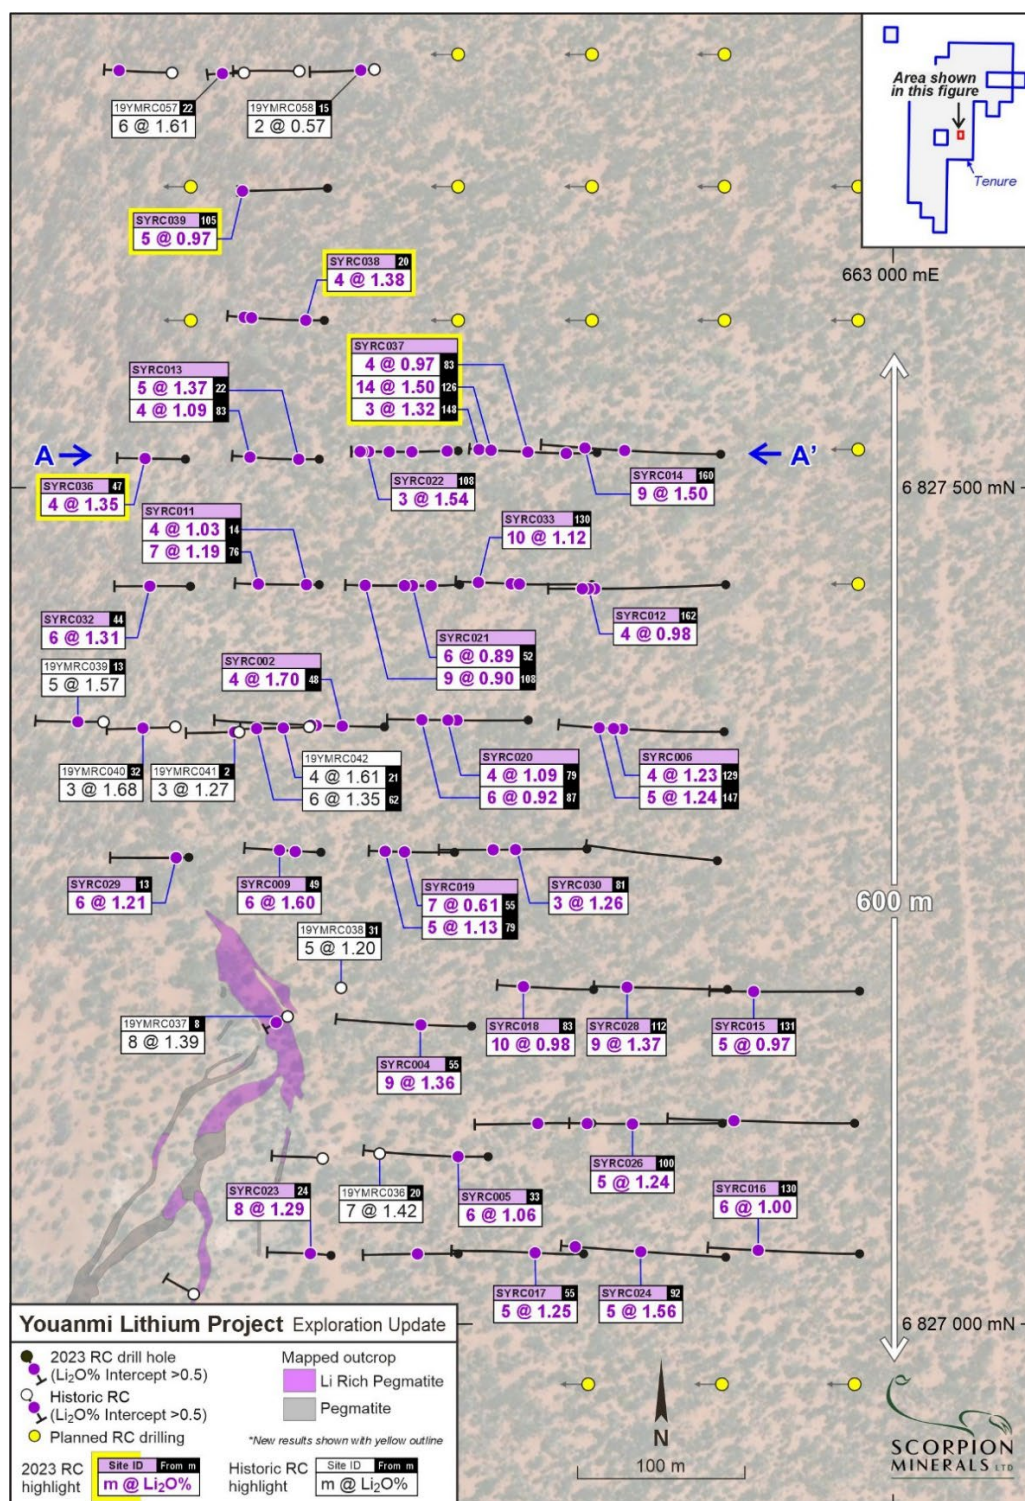 Area shown
in this figure
Tenure
663 000 mE
19YMRC057 22
6 @ 1.61
19YMRC058 15
2 @ 0.57
SYRC039 105
5 @ 0.97
SYRC038 20
4 @ 1.38
SYRC037
4 @ 0.97 83
14 @ 1.50 126
3 @ 1.32 148
SYRC013
5 @ 1.37 22
4 @ 1.09 83
A
A'
SYRC036 47
4 @ 1.35
SYRC022 108
3 @ 1.54
SYRC014 160
9 @ 1.50
6 827 500 mN
SYRC011
4 @ 1.03 14
7 @ 1.19 76
SYRC033 130
10 @ 1.12
SYRC032 44
6 @ 1.31
SYRC012 162
4 @ 0.98
SYRC021
6 @ 0.89 52
9 @ 0.90 108
19YMRC039 13
5 @ 1.57
SYRC002
4 @ 1.70 48
19YMRC040 32
3 @ 1.68
19YMRC041 2
3 @ 1.27
19YMRC042
4 @ 1.61 21
6 @ 1.35 62
SYRC020
4 @ 1.09 79
6 @ 0.92 87
SYRC006
4 @ 1.23 129
5 @ 1.24 147
SYRC029 13
6 @ 1.21
SYRC009 49
6 @ 1.60
SYRC019
7 @ 0.61 55
5 @ 1.13 79
SYRC030 81
3 @ 1.26
600 m
19YMRC038 31
5 @ 1.20
19YMRC037 8
8 @ 1.39
SYRC018 83
10 @ 0.98
SYRC028 112
9 @ 1.37
SYRC015 131
5 @ 0.97
SYRC004 55
9 @ 1.36
SYRC026 100
5 @ 1.24
SYRC023 24
8 @ 1.29
19YMRC036 20
7 @ 1.42
SYRC005 33
6 @ 1.06
SYRC016 130
6 @ 1.00
SYRC017 55
5 @ 1.25
SYRC024 92
5 @ 1.56
6 827 000 mN
Youanmi Lithium Project Exploration Update
2023 RC drill hole
(Li₂O% Intercept >0.5)
Historic RC
(Li₂O% Intercept >0.5)
Planned RC drilling
Mapped outcrop
Li Rich Pegmatite
Pegmatite
*New results shown with yellow outline
2023 RC
highlight
Site ID From m
m @ Li₂O%
Historic RC
highlight
Site ID From m
m @ Li₂O%
N
100 m
SCORPION
MINERALS LTD